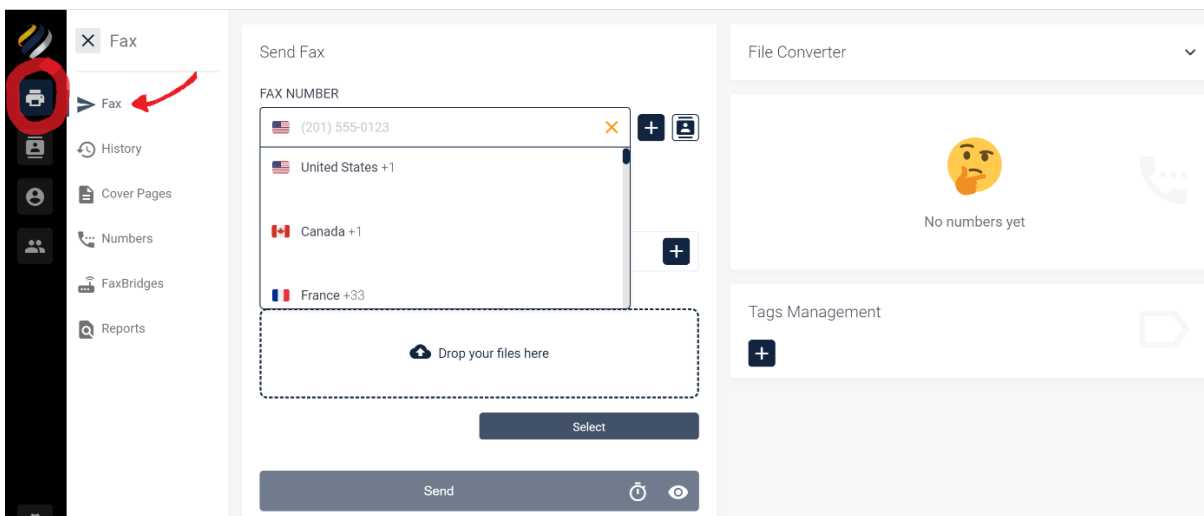 Fax
Fax
History
Cover Pages
Numbers
FaxBridges
Reports
Send Fax
FAX NUMBER
(201) 555-0123
United States +1
Canada +1
France +33
Drop your files here
Select
Send
File Converter
No numbers yet
Tags Management